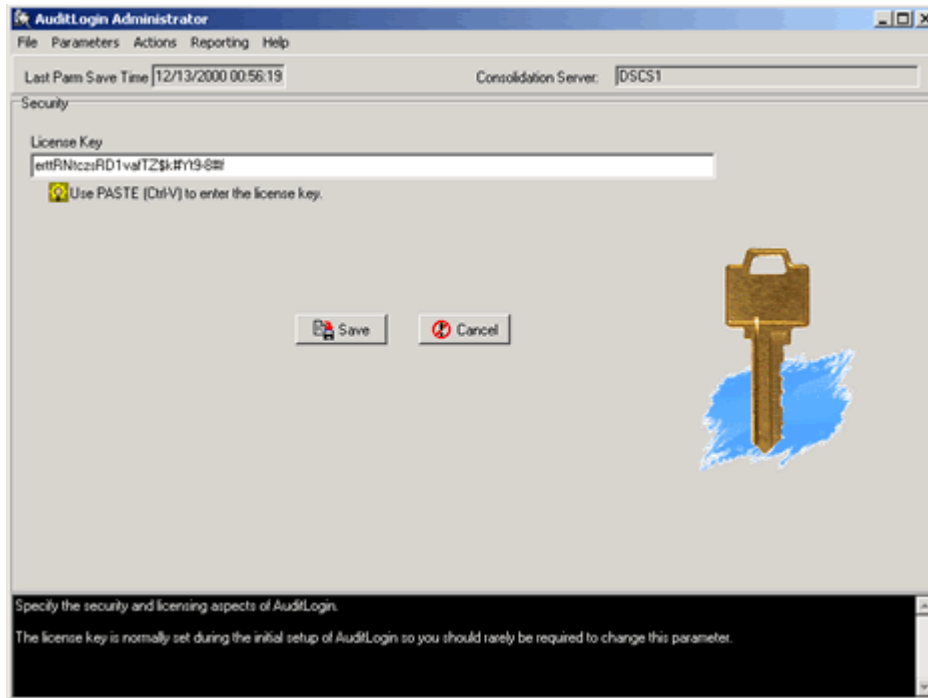 AuditLogin Administrator
File Parameters Actions Reporting Help
Last Parm Save Time 12/13/2000 00:56:19 Consolidation Server: DSCS1
Security
License Key
Use PASTE (Ctrl-V) to enter the license key.
Save Cancel
Specify the security and licensing aspects of AuditLogin.
The license key is normally set during the initial setup of AuditLogin so you should rarely be required to change this parameter.